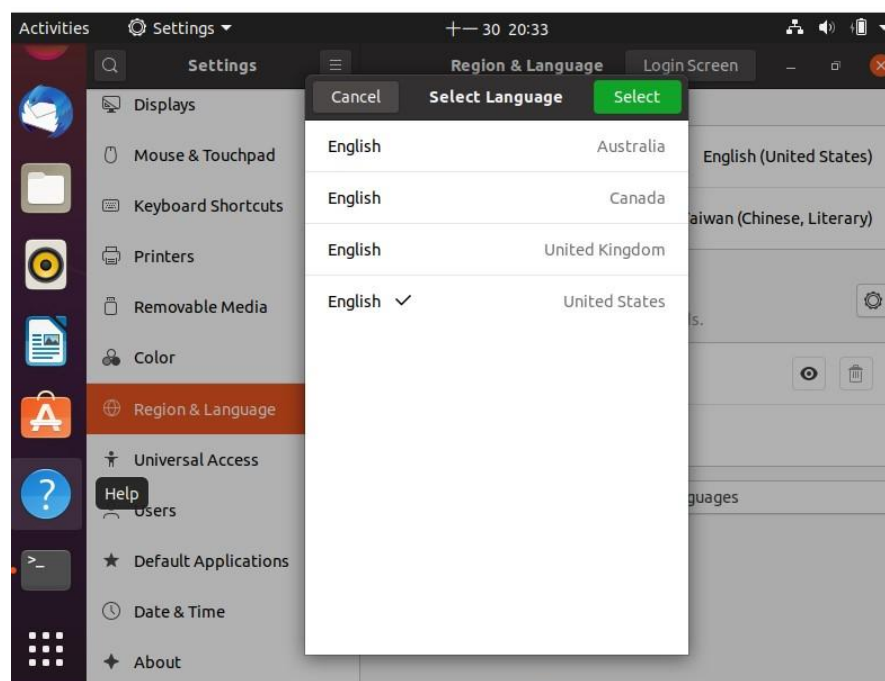 Activities
Settings
十一 30 20:33
Settings
Region & Language
Login Screen
Cancel
Select Language
Select
Displays
Mouse & Touchpad
Keyboard Shortcuts
Printers
Removable Media
Color
Region & Language
Universal Access
Help
Users
Default Applications
Date & Time
About
English Australia
English Canada
English United Kingdom
English United States
English (United States)
aiwan (Chinese, Literary)
ls.
guages